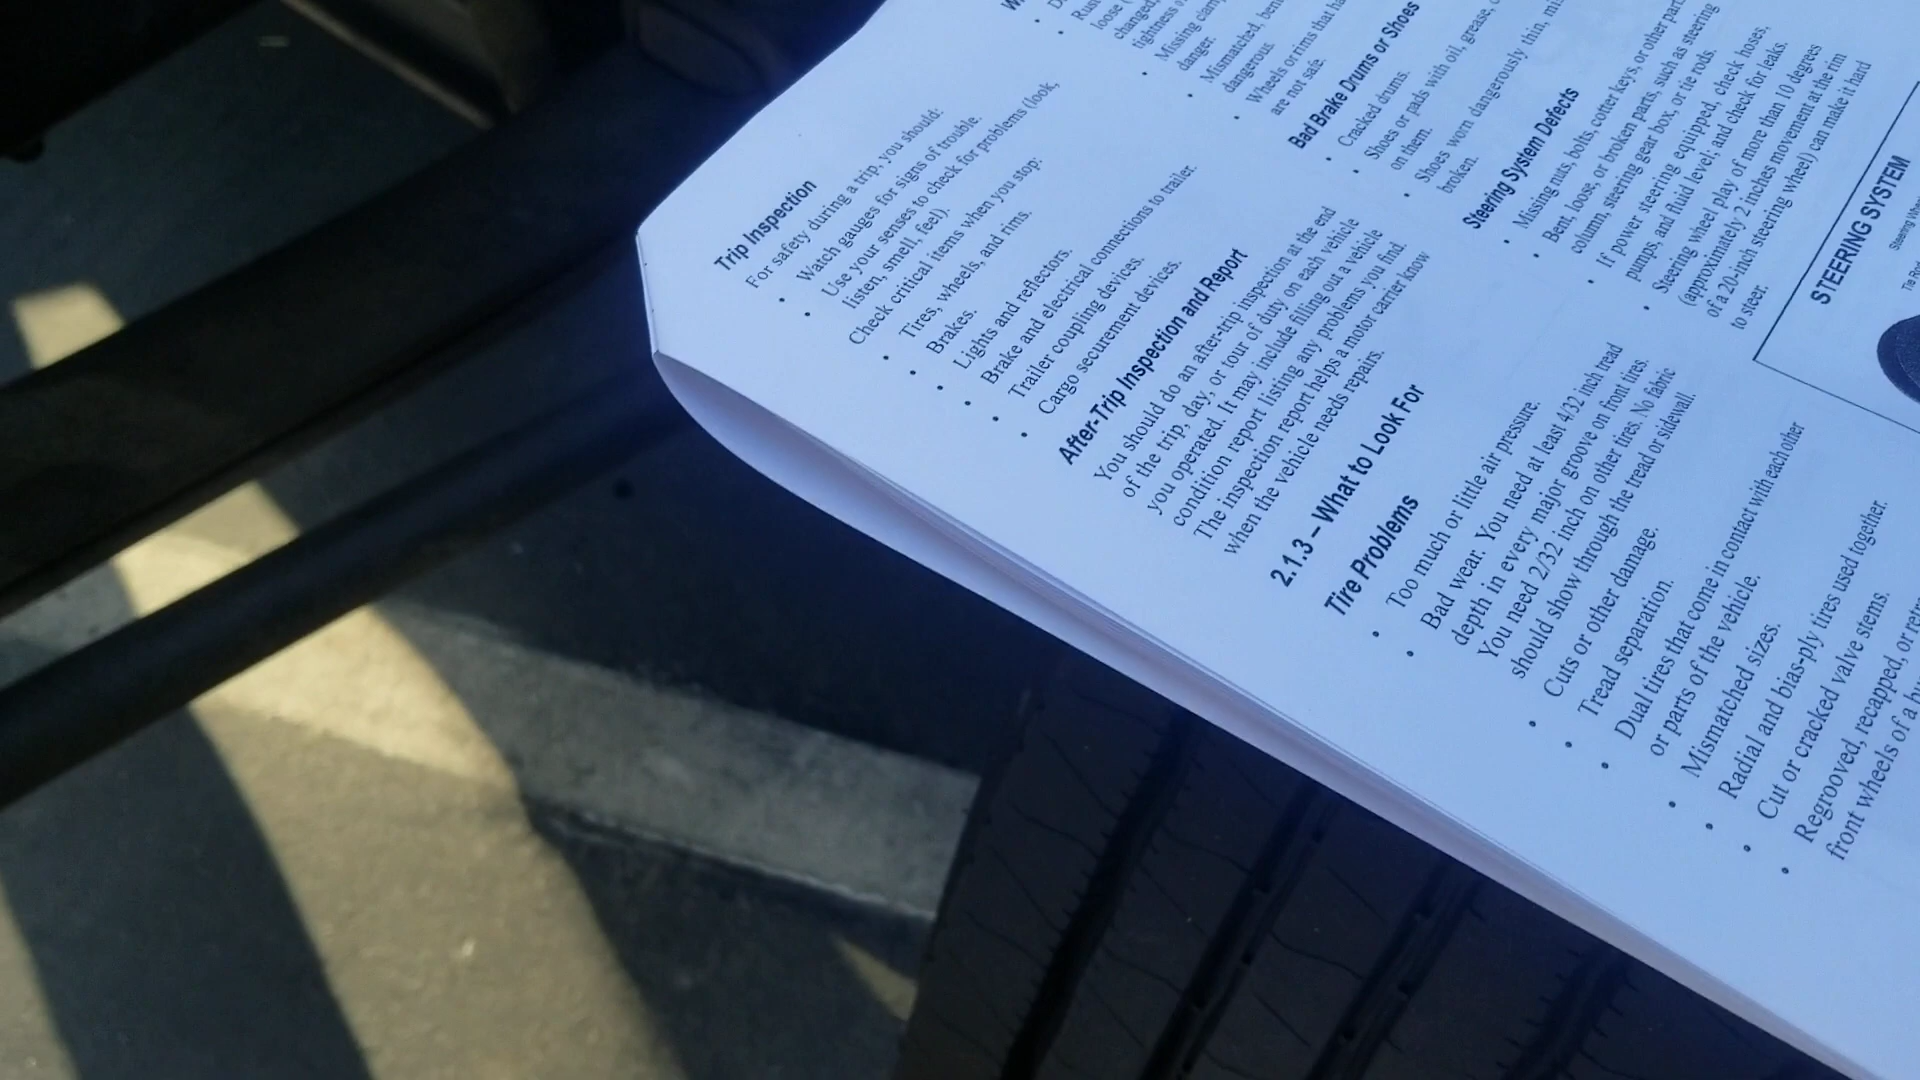 Trip Inspection
For safety during a trip, you should:
• Watch gauges for signs of trouble.
• Use your senses to check for problems (look,
listen, smell, feel).
Check critical items when you stop:
• Tires, wheels, and rims.
• Brakes.
• Lights and reflectors.
• Brake and electrical connections to trailer.
• Trailer coupling devices.
• Cargo securement devices.
After-Trip Inspection and Report
You should do an after-trip inspection at the end
of the trip, day, or tour of duty on each vehicle
you operated. It may include filling out a vehicle
condition report listing any problems you find.
The inspection report helps a motor carrier know
when the vehicle needs repairs.
2.1.3 – What to Look For
Tire Problems
• Too much or little air pressure.
• Bad wear. You need at least 4/32 inch tread
depth in every major groove on front tires.
You need 2/32 inch on other tires. No fabric
should show through the tread or sidewall.
• Cuts or other damage.
• Tread separation.
• Dual tires that come in contact with each other
or parts of the vehicle.
• Mismatched sizes.
• Radial and bias-ply tires used together.
• Cut or cracked valve stems.
• Regrooved, recapped, or
front wheels of a
loose
changed,
tightness
• Missing
danger.
• Mismatched,
dangerous.
• Wheels or rims that
are not safe.
Bad Brake Drums or Shoes
• Cracked drums.
• Shoes or pads with oil, grease,
on them.
• Shoes worn dangerously thin,
broken.
Steering System Defects
• Missing nuts, bolts, cotter keys, or other
• Bent, loose, or broken parts, such as steering
column, steering gear box, or tie rods.
• If power steering equipped, check hoses,
pumps, and fluid level; and check for leaks.
• Steering wheel play of more than 10 degrees
(approximately 2 inches movement at the rim
of a 20-inch steering wheel) can make it hard
to steer.
STEERING SYSTEM
Steering